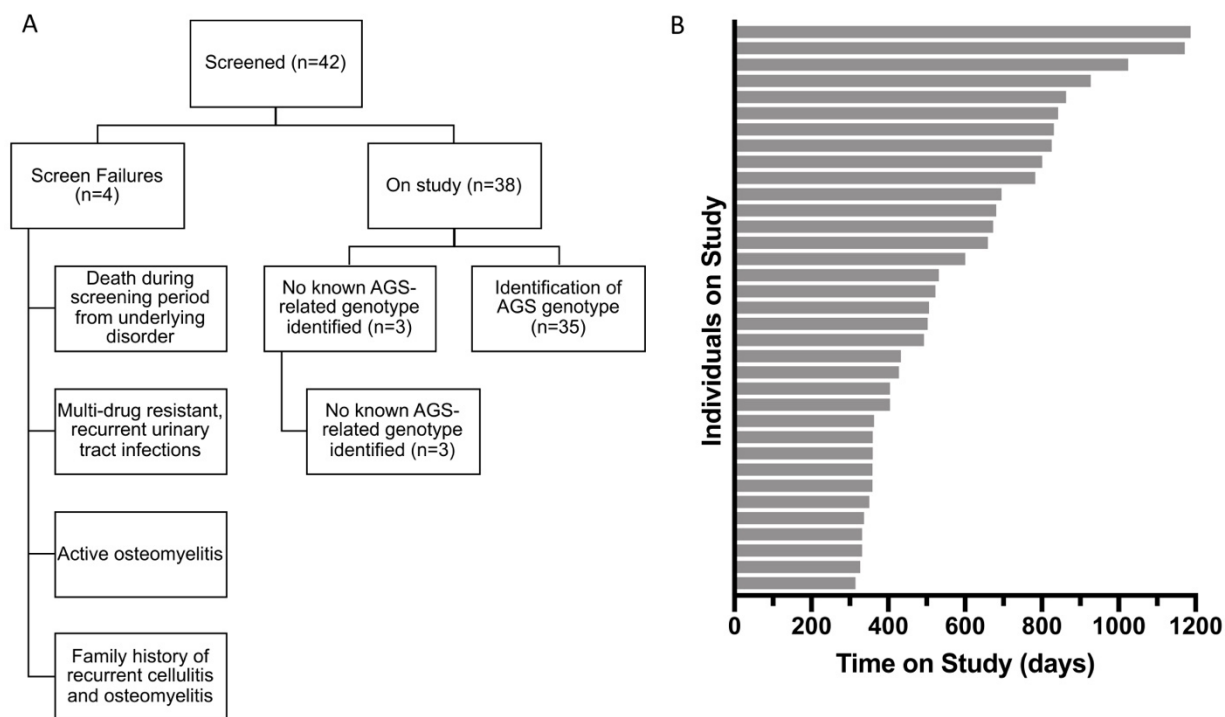 A
Screened (n=42)
Screen Failures
(n=4)
On study (n=38)
Death during
screening period
from underlying
disorder
No known AGS-
related genotype
identified (n=3)
Identification of
AGS genotype
(n=35)
Multi-drug resistant,
recurrent urinary
tract infections
No known AGS-
related genotype
identified (n=3)
Active osteomyelitis
Family history of
recurrent cellulitis
and osteomyelitis
B
Individuals on Study
0 200 400 600 800 1000 1200
Time on Study (days)